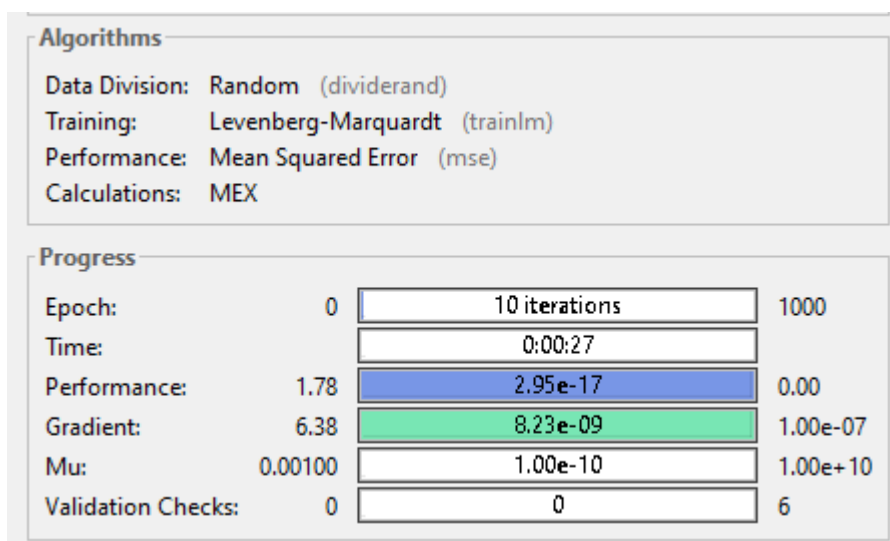 Algorithms
Data Division: Random (dividerand)
Training: Levenberg-Marquardt (trainlm)
Performance: Mean Squared Error (mse)
Calculations: MEX
Progress
Epoch: 0 10 iterations 1000
Time: 0:00:27
Performance: 1.78 2.95e-17 0.00
Gradient: 6.38 8.23e-09 1.00e-07
Mu: 0.00100 1.00e-10 1.00e+10
Validation Checks: 0 0 6